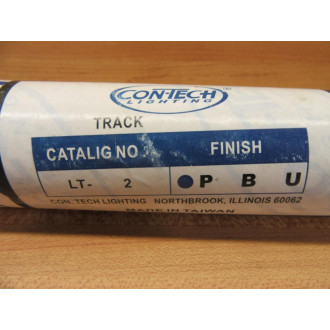 CON-TECH
LIGHTING
TRACK
CATALIG NO FINISH
LT- 2 P B U
CON. TECH LIGHTING NORTHBROOK, ILLINOIS 60062
MADE IN TAIWAN